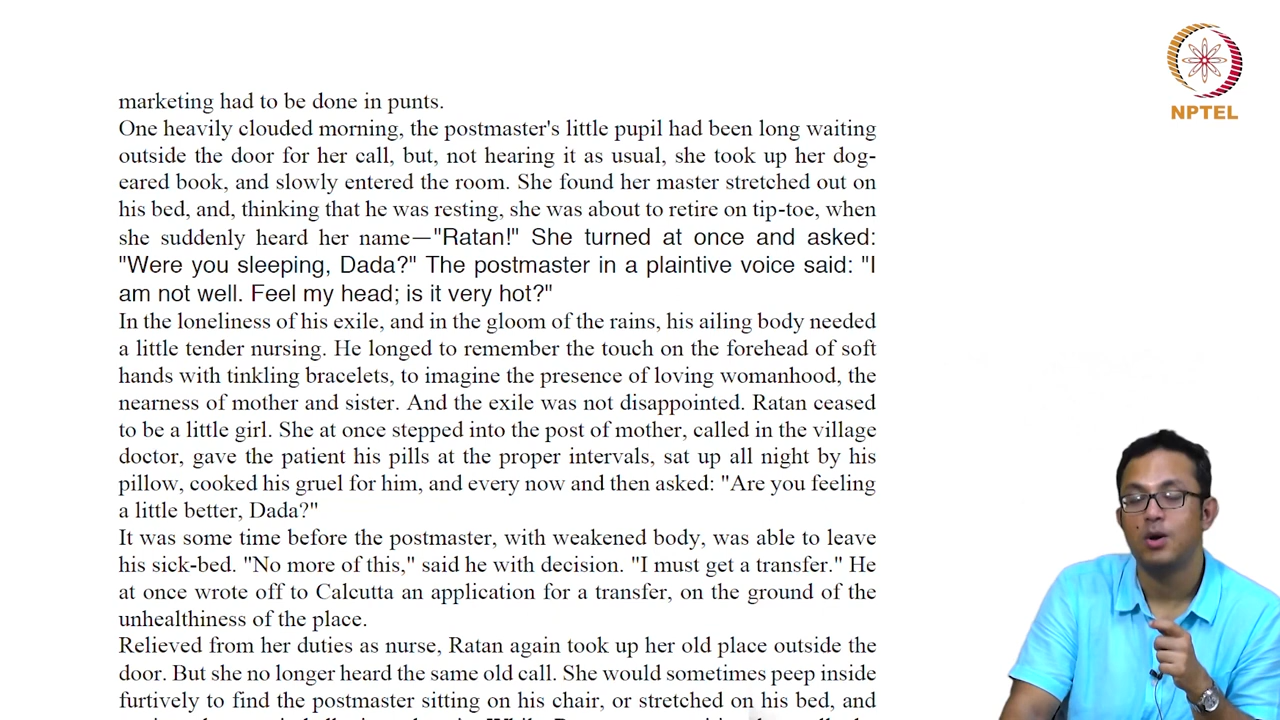 NPTEL
marketing had to be done in punts.
One heavily clouded morning, the postmaster's little pupil had been long waiting
outside the door for her call, but, not hearing it as usual, she took up her dog-
eared book, and slowly entered the room. She found her master stretched out on
his bed, and, thinking that he was resting, she was about to retire on tip-toe, when
she suddenly heard her name—"Ratan!" She turned at once and asked:
"Were you sleeping, Dada?" The postmaster in a plaintive voice said: "I
am not well. Feel my head; is it very hot?"
In the loneliness of his exile, and in the gloom of the rains, his ailing body needed
a little tender nursing. He longed to remember the touch on the forehead of soft
hands with tinkling bracelets, to imagine the presence of loving womanhood, the
nearness of mother and sister. And the exile was not disappointed. Ratan ceased
to be a little girl. She at once stepped into the post of mother, called in the village
doctor, gave the patient his pills at the proper intervals, sat up all night by his
pillow, cooked his gruel for him, and every now and then asked: "Are you feeling
a little better, Dada?"
It was some time before the postmaster, with weakened body, was able to leave
his sick-bed. "No more of this," said he with decision. "I must get a transfer." He
at once wrote off to Calcutta an application for a transfer, on the ground of the
unhealthiness of the place.
Relieved from her duties as nurse, Ratan again took up her old place outside the
door. But she no longer heard the same old call. She would sometimes peep inside
furtively to find the postmaster sitting on his chair, or stretched on his bed, and